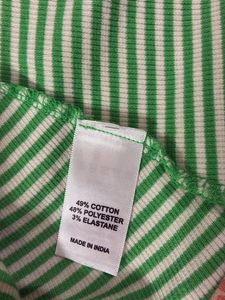 49% COTTON
48% POLYESTER
3% ELASTANE
MADE IN INDIA